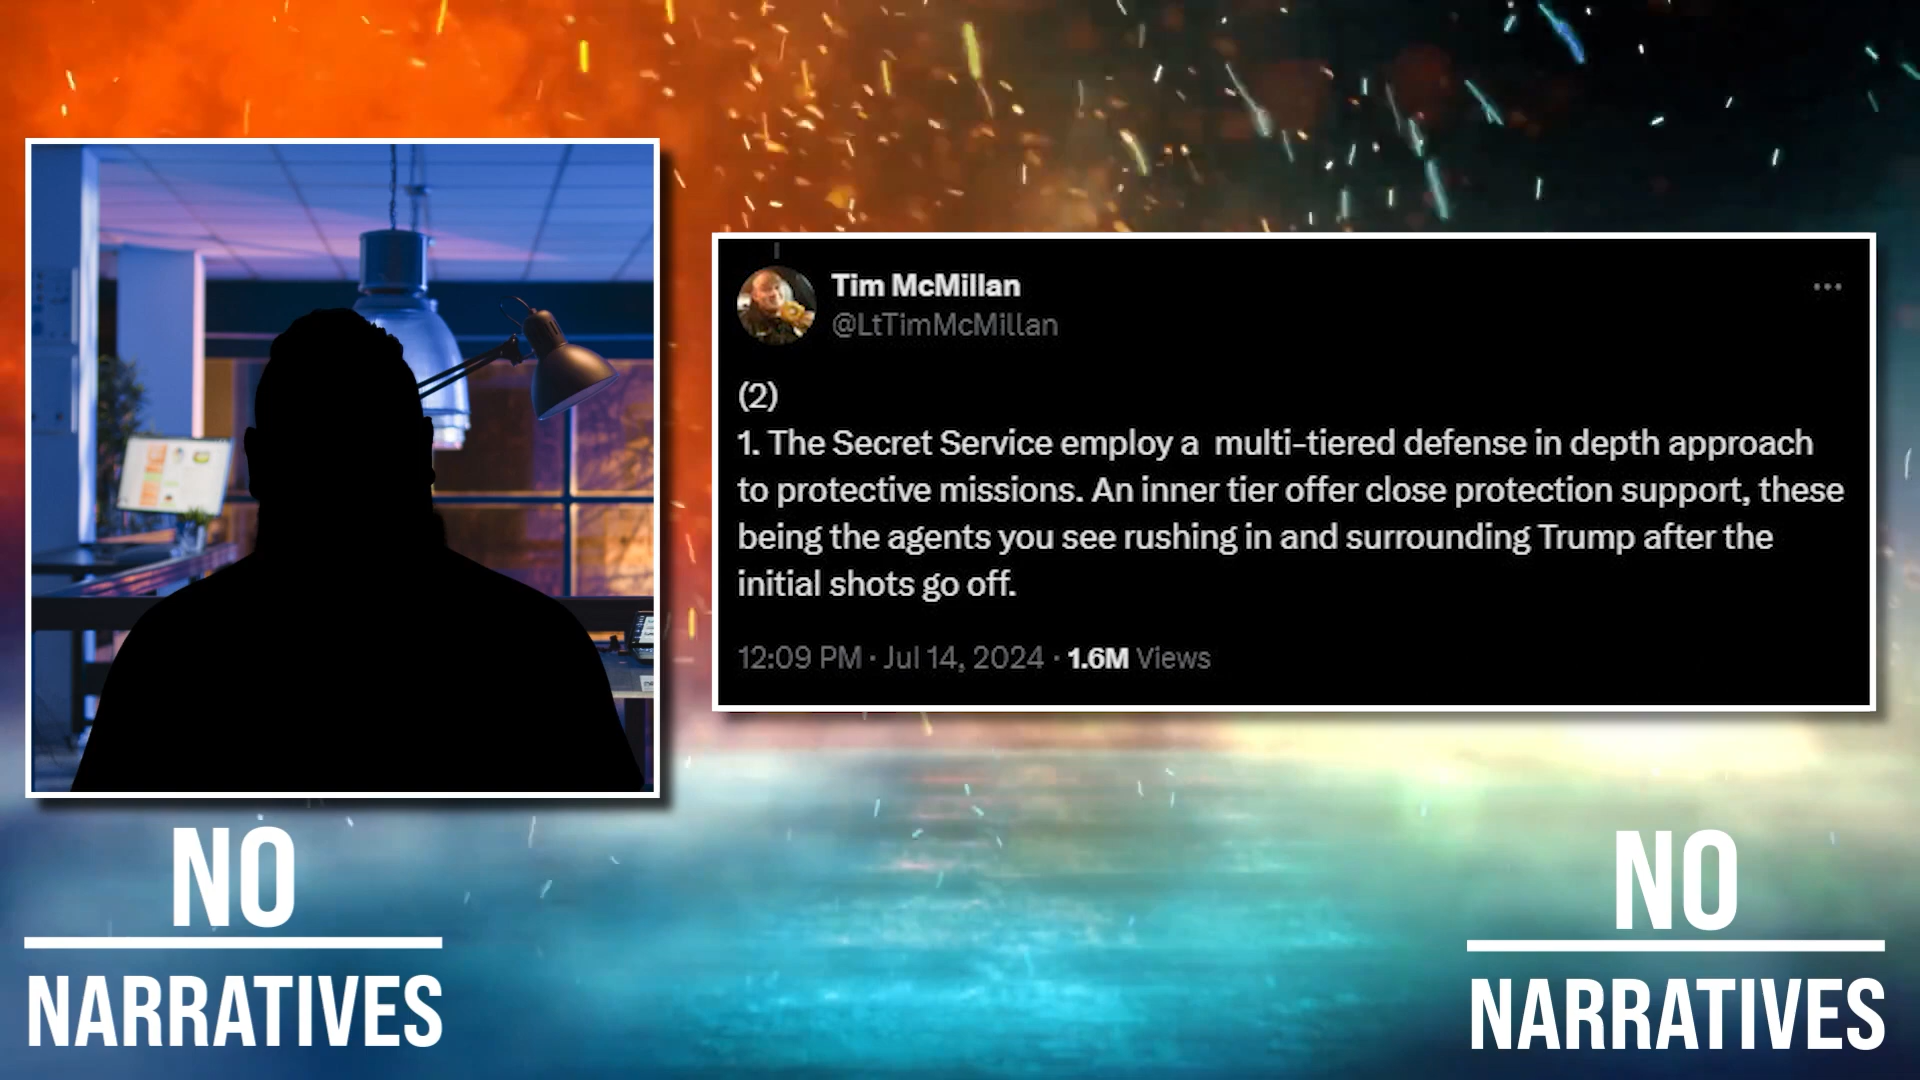 Tim McMillan
@LtTimMcMillan
(2)
1. The Secret Service employ a  multi-tiered defense in depth approach
to protective missions. An inner tier offer close protection support, these
being the agents you see rushing in and surrounding Trump after the
initial shots go off.
12:09 PM · Jul 14, 2024 · 1.6M Views
NO
NARRATIVES
NO
NARRATIVES